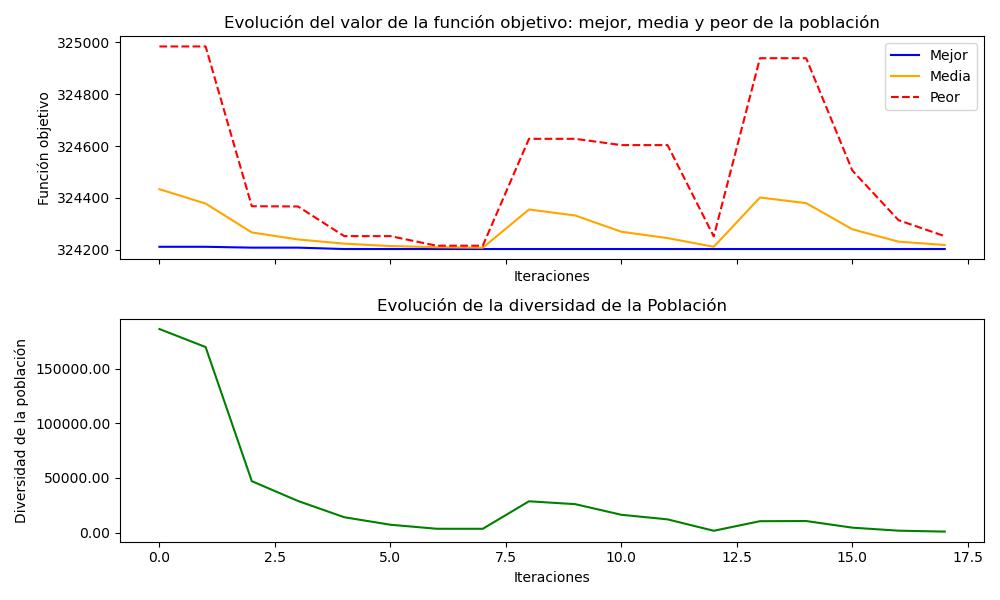 Evolución del valor de la función objetivo: mejor, media y peor de la población
325000
324800
324600
324400
324200
Función objetivo
Mejor
Media
Peor
Iteraciones
Evolución de la diversidad de la Población
150000.00
100000.00
50000.00
0.00
Diversidad de la población
0.0 2.5 5.0 7.5 10.0 12.5 15.0 17.5
Iteraciones